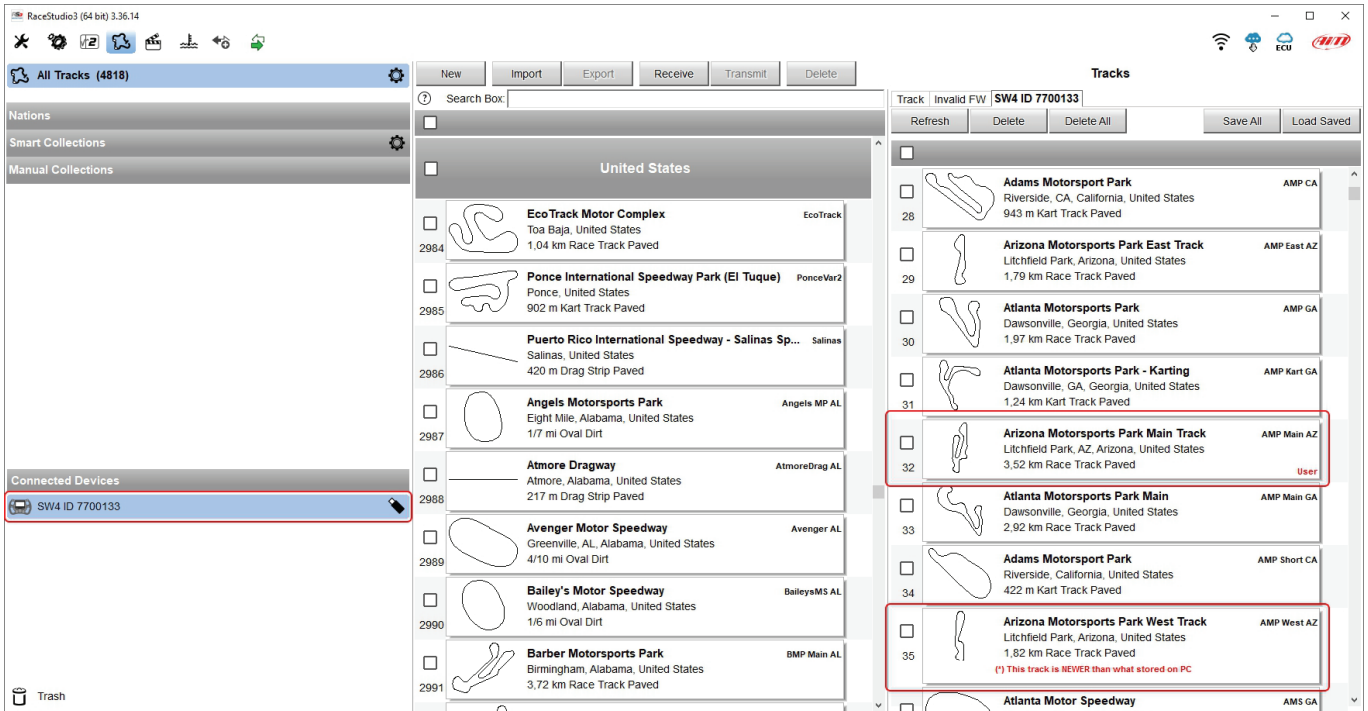 RaceStudio3 (64 bit) 3.36.14
ECU
AiM
All Tracks (4818)
Nations
Smart Collections
Manual Collections
Connected Devices
SW4 ID 7700133
Trash
New Import Export Receive Transmit Delete
? Search Box:
United States
EcoTrack Motor Complex EcoTrack
Toa Baja, United States
2984 1,04 km Race Track Paved
Ponce International Speedway Park (El Tuque) PonceVar2
Ponce, United States
2985 902 m Kart Track Paved
Puerto Rico International Speedway - Salinas Sp... Salinas
Salinas, United States
2986 420 m Drag Strip Paved
Angels Motorsports Park Angels MP AL
Eight Mile, Alabama, United States
2987 1/7 mi Oval Dirt
Atmore Dragway AtmoreDrag AL
Atmore, Alabama, United States
2988 217 m Drag Strip Paved
Avenger Motor Speedway Avenger AL
Greenville, AL, Alabama, United States
2989 4/10 mi Oval Dirt
Bailey's Motor Speedway BaileysMS AL
Woodland, Alabama, United States
2990 1/6 mi Oval Dirt
Barber Motorsports Park BMP Main AL
Birmingham, Alabama, United States
2991 3,72 km Race Track Paved
Tracks
Track Invalid FW SW4 ID 7700133
Refresh Delete Delete All Save All Load Saved
Adams Motorsport Park AMP CA
Riverside, CA, California, United States
28 943 m Kart Track Paved
Arizona Motorsports Park East Track AMP East AZ
Litchfield Park, Arizona, United States
29 1,79 km Race Track Paved
Atlanta Motorsports Park AMP GA
Dawsonville, Georgia, United States
30 1,97 km Race Track Paved
Atlanta Motorsports Park - Karting AMP Kart GA
Dawsonville, GA, Georgia, United States
31 1,24 km Kart Track Paved
Arizona Motorsports Park Main Track AMP Main AZ
Litchfield Park, AZ, Arizona, United States
32 3,52 km Race Track Paved
User
Atlanta Motorsports Park Main AMP Main GA
Dawsonville, Georgia, United States
33 2,92 km Race Track Paved
Adams Motorsport Park AMP Short CA
Riverside, California, United States
34 422 m Kart Track Paved
Arizona Motorsports Park West Track AMP West AZ
Litchfield Park, Arizona, United States
35 1,82 km Race Track Paved
(*) This track is NEWER than what stored on PC
Atlanta Motor Speedway AMS GA